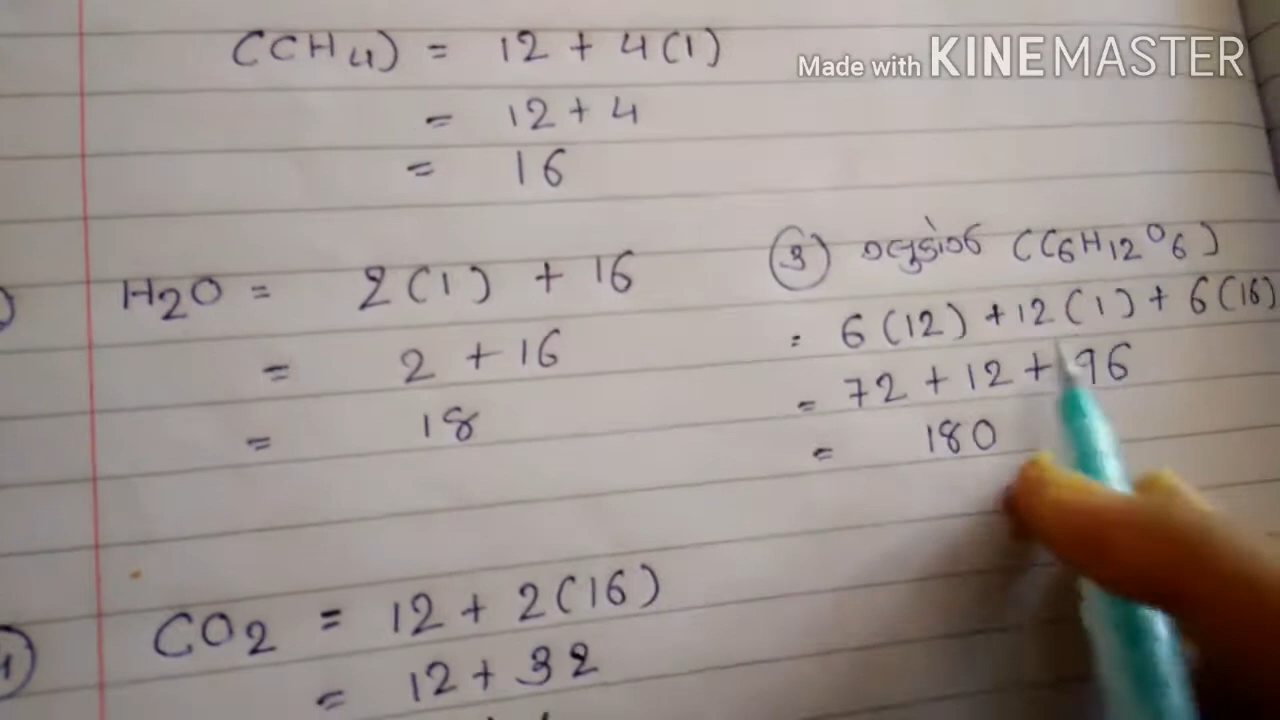 Made with KINEMASTER
(CH4) = 12 + 4(1)
= 12 + 4
= 16
H2O = 2(1) + 16
= 2 + 16
= 18
3) ગ્લુકોઝ (C6H12O6)
= 6(12) + 12(1) + 6(16)
= 72 + 12 + 96
= 180
CO2 = 12 + 2(16)
= 12 + 32